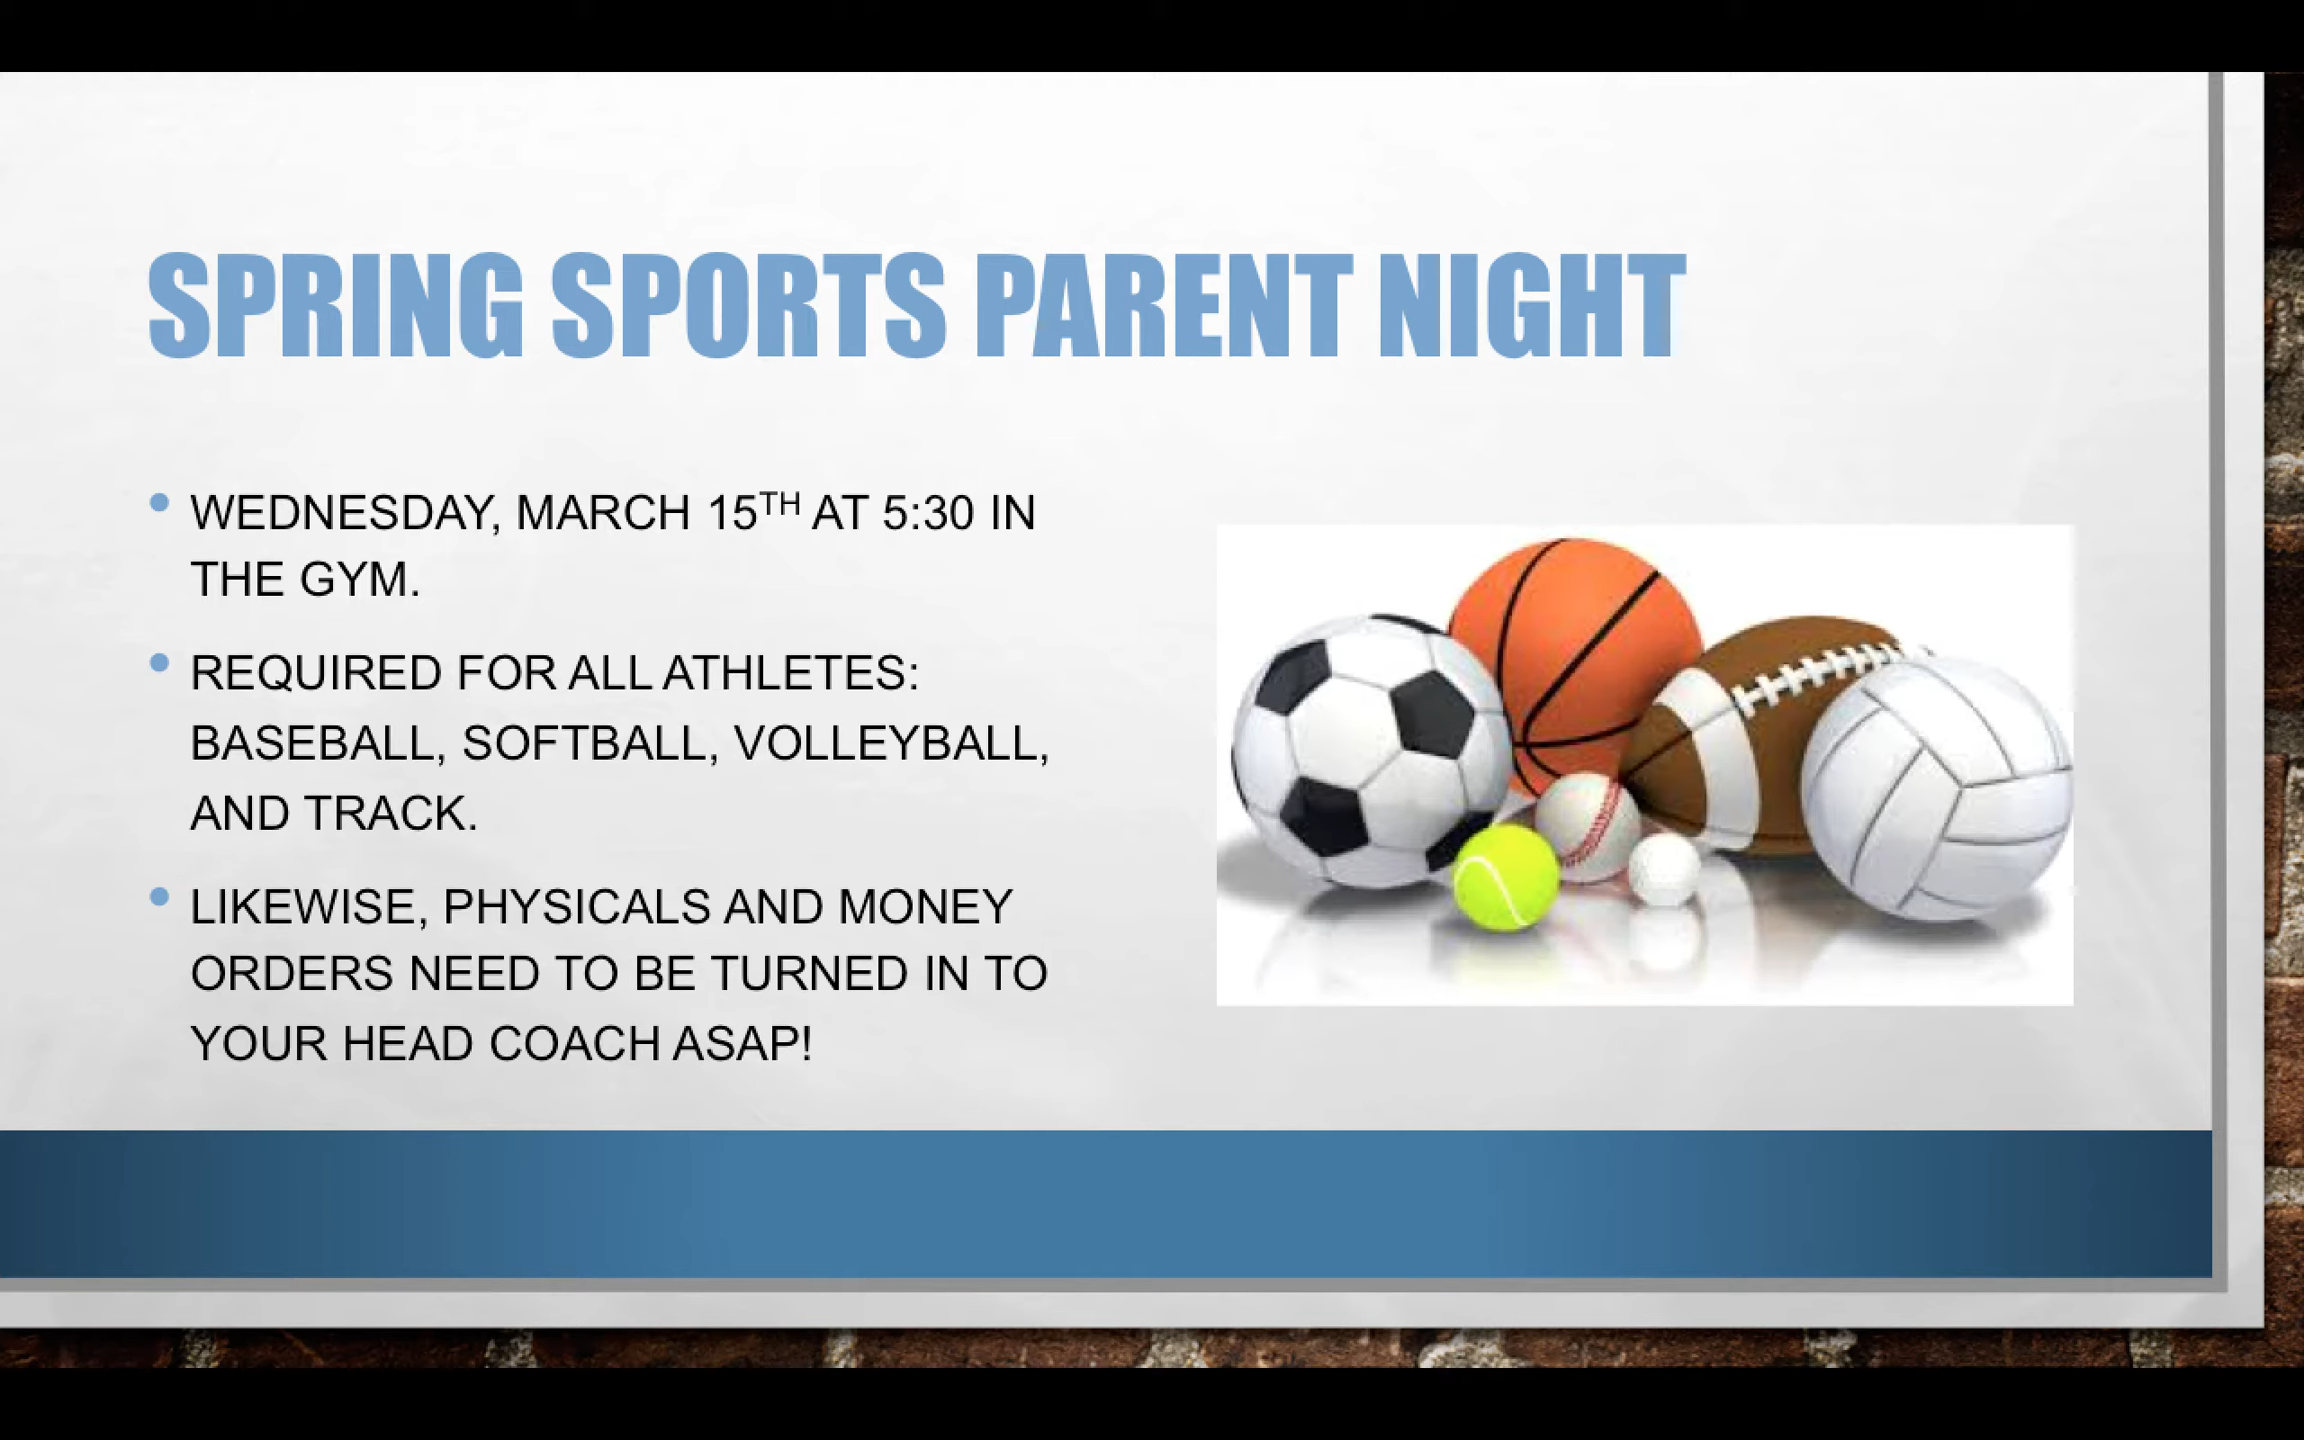 SPRING SPORTS PARENT NIGHT
• WEDNESDAY, MARCH 15TH AT 5:30 IN
THE GYM.
• REQUIRED FOR ALL ATHLETES:
BASEBALL, SOFTBALL, VOLLEYBALL,
AND TRACK.
• LIKEWISE, PHYSICALS AND MONEY
ORDERS NEED TO BE TURNED IN TO
YOUR HEAD COACH ASAP!